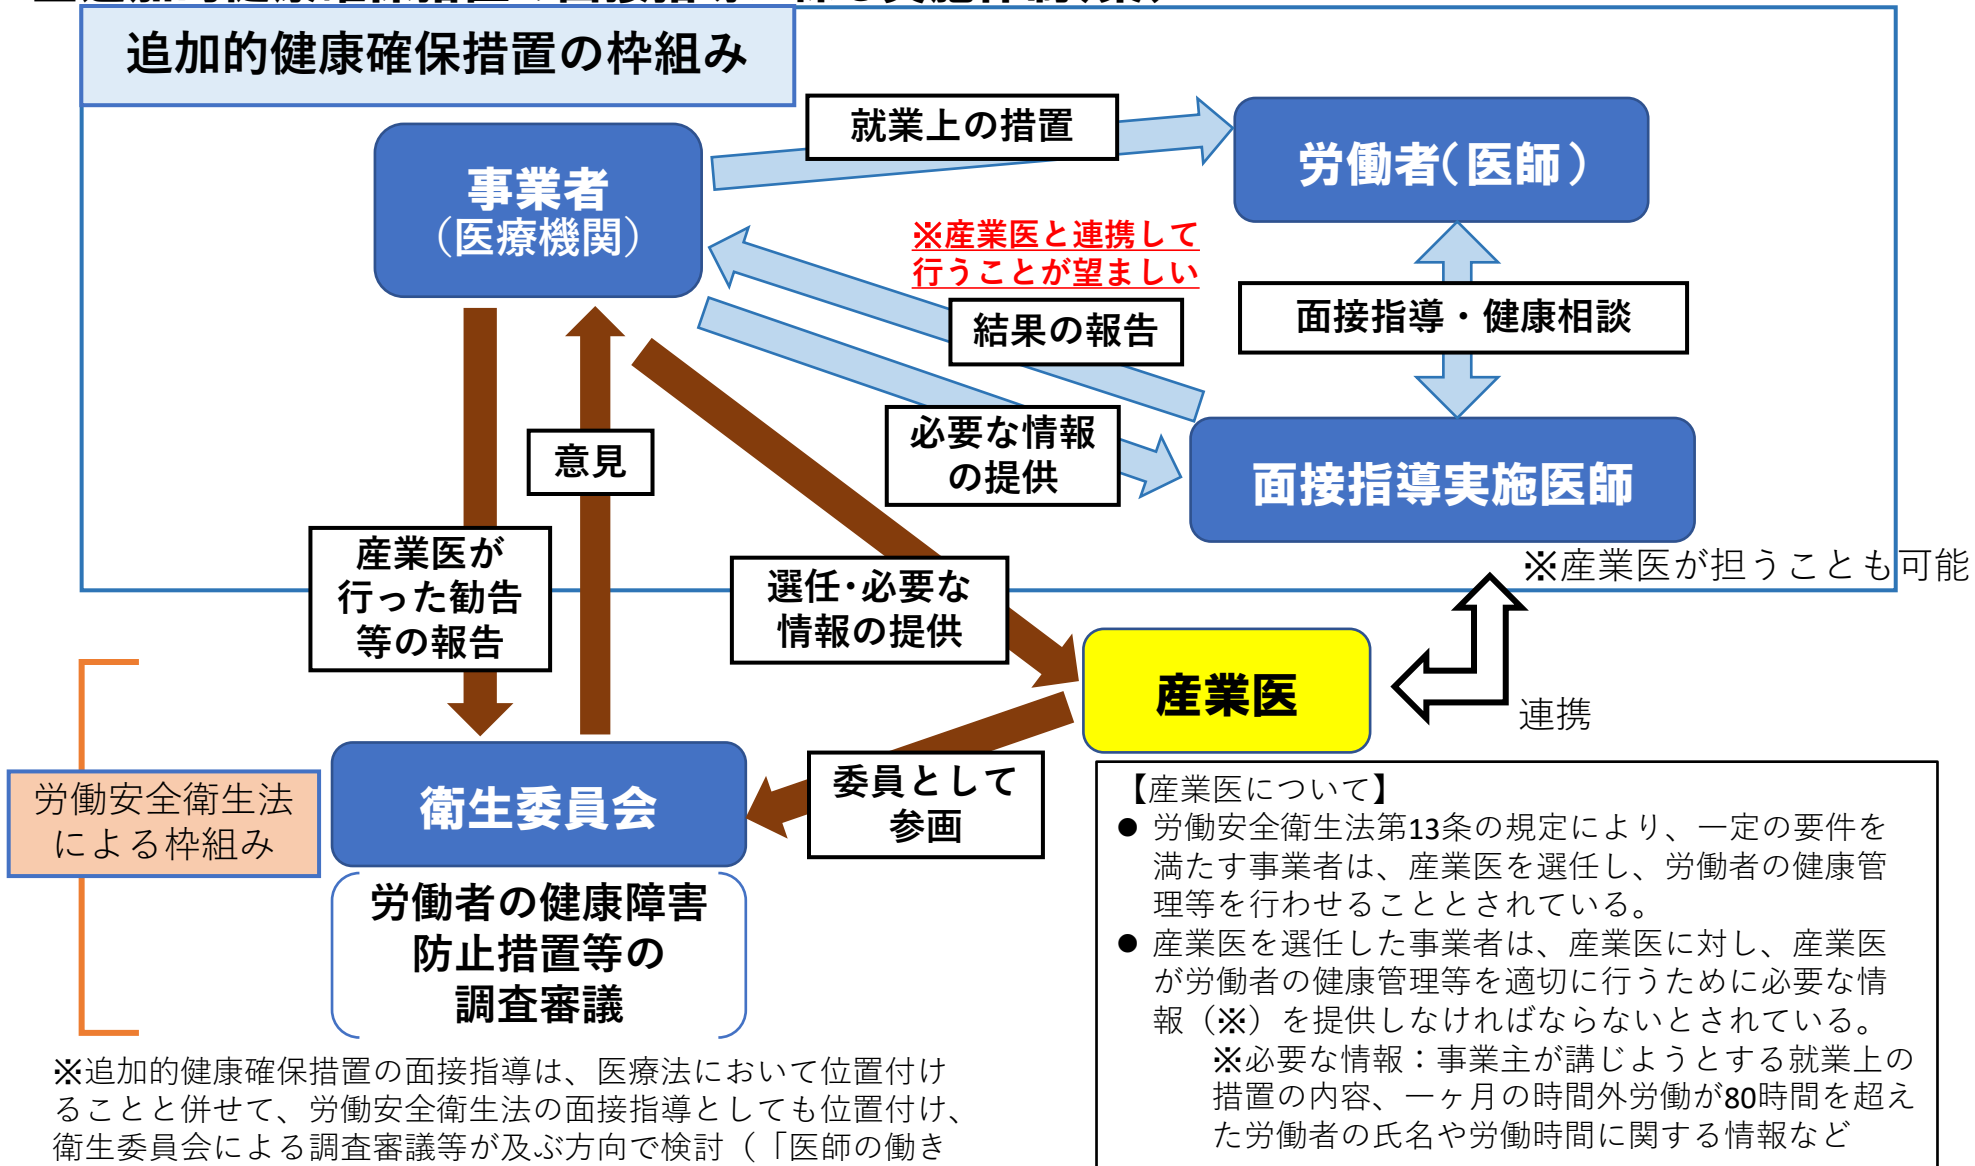 追加的健康確保措置の枠組み
就業上の措置
労働者(医師)
事業者
（医療機関）
※産業医と連携して
行うことが望ましい
結果の報告
面接指導・健康相談
必要な情報
の提供
意見
面接指導実施医師
※産業医が担うことも可能
産業医が
行った勧告
等の報告
選任･必要な
情報の提供
産業医
連携
労働安全衛生法
による枠組み
衛生委員会
委員として
参画
労働者の健康障害
防止措置等の
調査審議
【産業医について】
● 労働安全衛生法第13条の規定により、一定の要件を
満たす事業者は、産業医を選任し、労働者の健康管
理等を行わせることとされている。
● 産業医を選任した事業者は、産業医に対し、産業医
が労働者の健康管理等を適切に行うために必要な情
報（※）を提供しなければならないとされている。
※必要な情報：事業主が講じようとする就業上の
措置の内容、一ヶ月の時間外労働が80時間を超え
た労働者の氏名や労働時間に関する情報など
※追加的健康確保措置の面接指導は、医療法において位置付け
ることと併せて、労働安全衛生法の面接指導としても位置付け、
衛生委員会による調査審議等が及ぶ方向で検討（「医師の働き